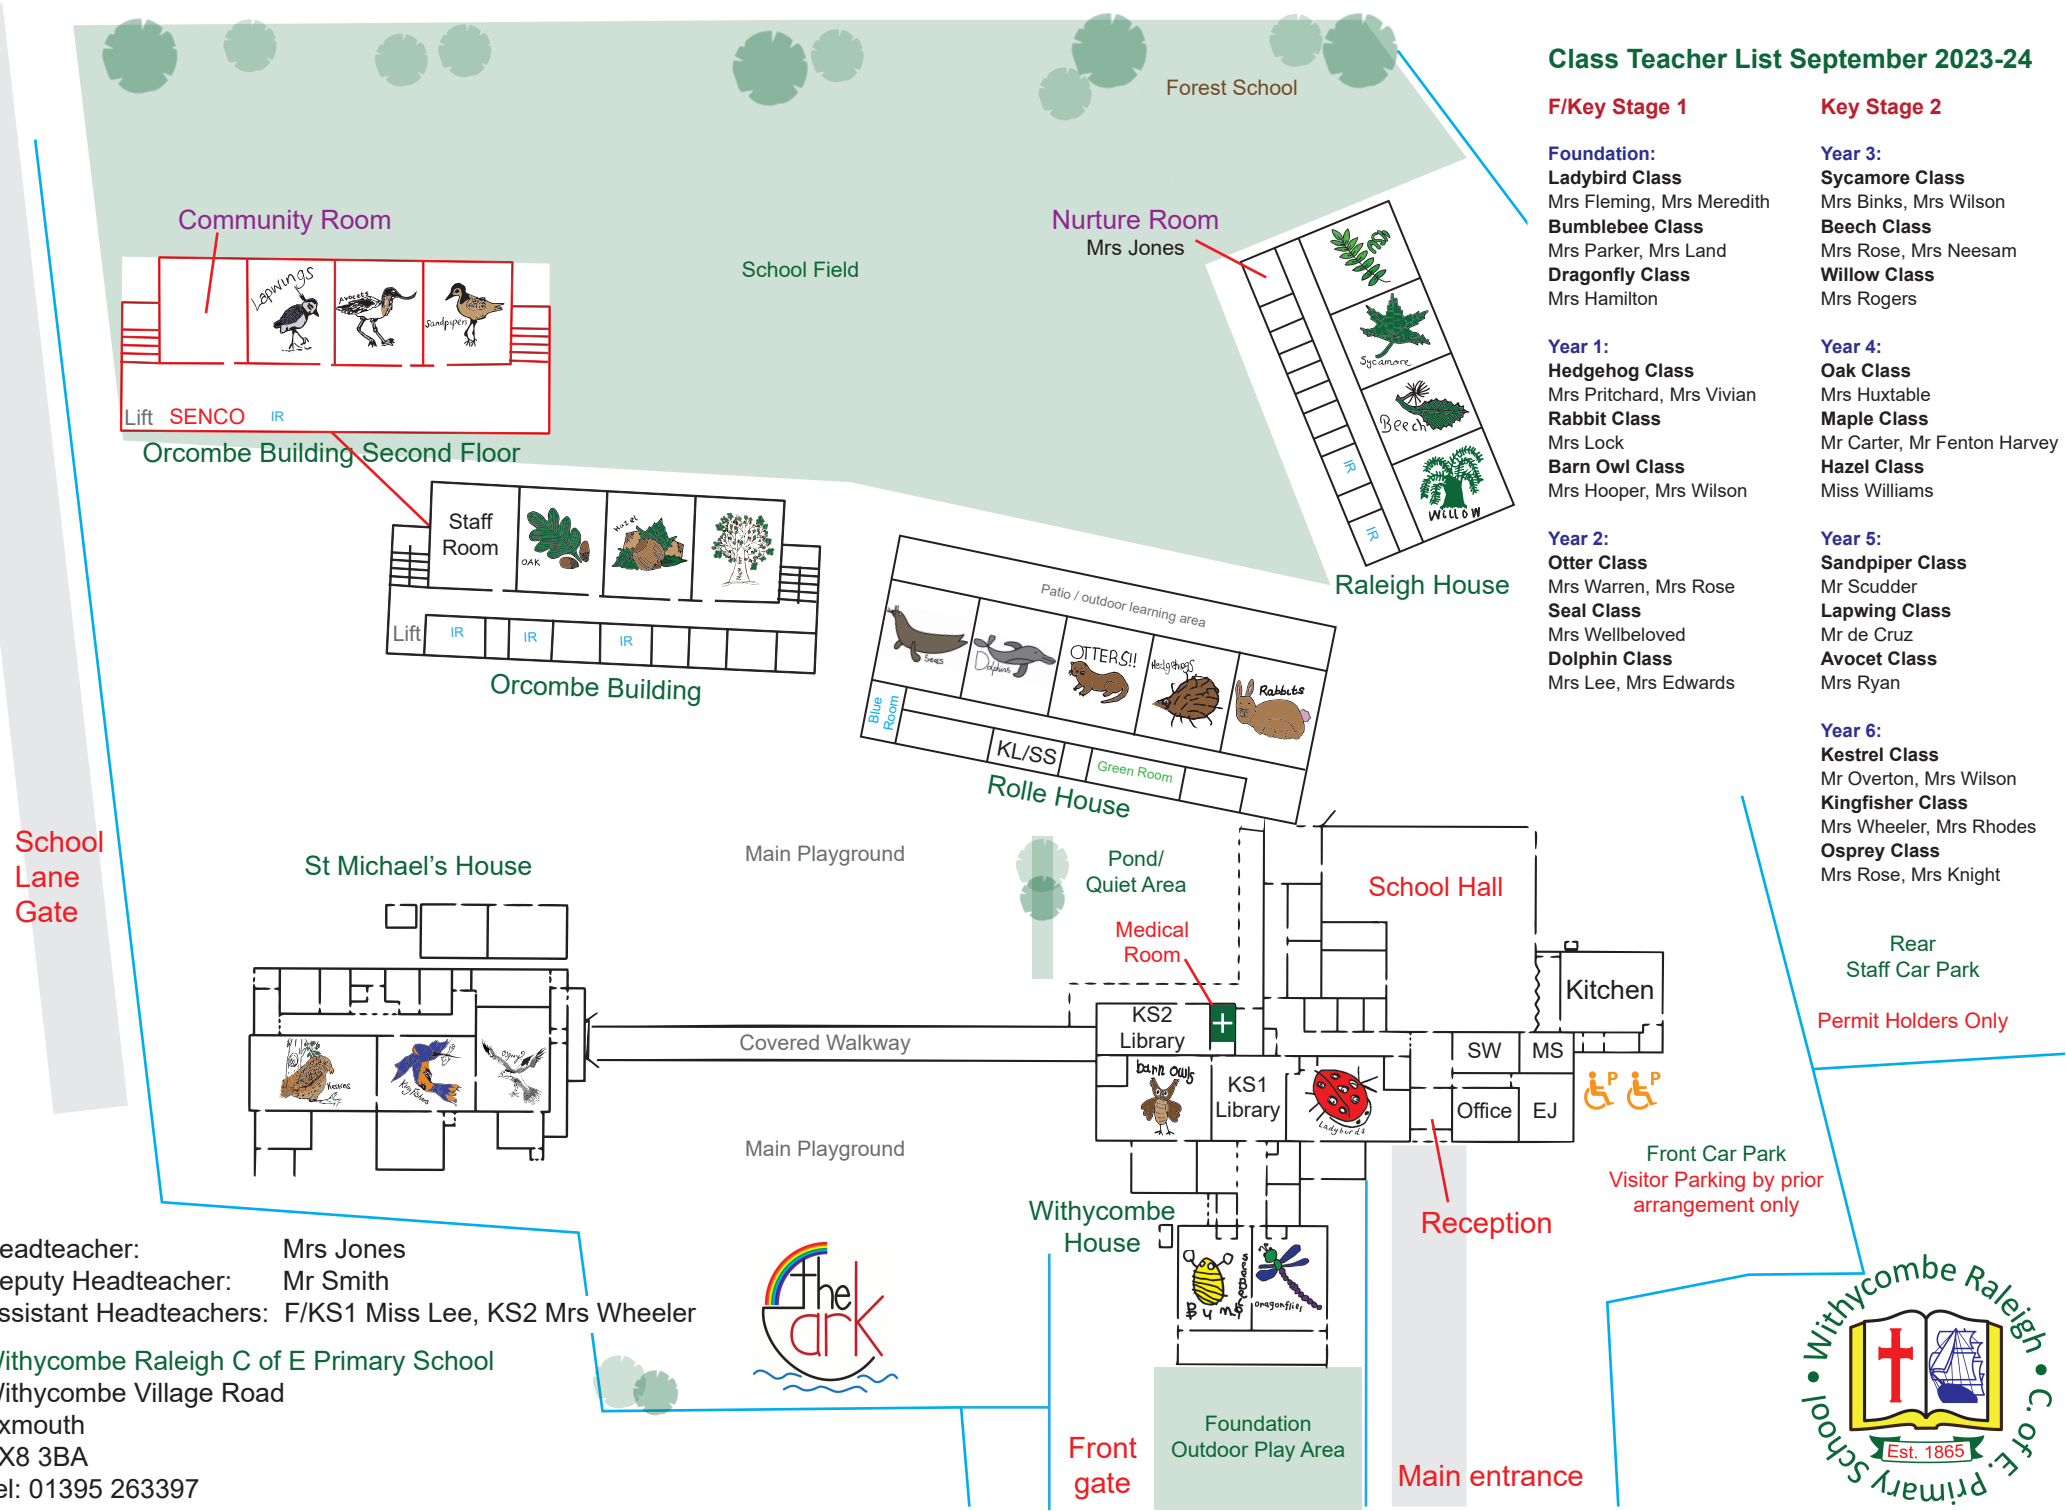 Forest School
Community Room
Nurture Room
Mrs Jones
School Field
Lapwings
Avocets
Sandpipers
Lift SENCO IR
Orcombe Building Second Floor
Sycamore
Beech
Willow
IR
IR
Raleigh House
Staff
Room
OAK
Hazel
Lift IR IR IR
Orcombe Building
Patio / outdoor learning area
Seals
Dolphins
OTTERS!!
Hedgehogs
Rabbits
Blue
Room
KL/SS
Green Room
Rolle House
School
Lane
Gate
St Michael's House
Main Playground
Pond/
Quiet Area
Medical
Room
School Hall
Kitchen
KS2
Library
Covered Walkway
Kestrels
Kingfishers
Osprey
barn owls
KS1
Library
Ladybirds
SW MS
Office EJ
P P
Main Playground
Reception
Front Car Park
Visitor Parking by prior
arrangement only
Rear
Staff Car Park
Permit Holders Only
Withycombe
House
Bumblebees
Dragonflies
Foundation
Outdoor Play Area
Front
gate
Main entrance
the
ark
eadteacher: Mrs Jones
eputy Headteacher: Mr Smith
ssistant Headteachers: F/KS1 Miss Lee, KS2 Mrs Wheeler
ithycombe Raleigh C of E Primary School
ithycombe Village Road
xmouth
X8 3BA
el: 01395 263397
Class Teacher List September 2023-24
F/Key Stage 1
Foundation:
Ladybird Class
Mrs Fleming, Mrs Meredith
Bumblebee Class
Mrs Parker, Mrs Land
Dragonfly Class
Mrs Hamilton
Year 1:
Hedgehog Class
Mrs Pritchard, Mrs Vivian
Rabbit Class
Mrs Lock
Barn Owl Class
Mrs Hooper, Mrs Wilson
Year 2:
Otter Class
Mrs Warren, Mrs Rose
Seal Class
Mrs Wellbeloved
Dolphin Class
Mrs Lee, Mrs Edwards
Key Stage 2
Year 3:
Sycamore Class
Mrs Binks, Mrs Wilson
Beech Class
Mrs Rose, Mrs Neesam
Willow Class
Mrs Rogers
Year 4:
Oak Class
Mrs Huxtable
Maple Class
Mr Carter, Mr Fenton Harvey
Hazel Class
Miss Williams
Year 5:
Sandpiper Class
Mr Scudder
Lapwing Class
Mr de Cruz
Avocet Class
Mrs Ryan
Year 6:
Kestrel Class
Mr Overton, Mrs Wilson
Kingfisher Class
Mrs Wheeler, Mrs Rhodes
Osprey Class
Mrs Rose, Mrs Knight
• Withycombe Raleigh • C. of E. Primary School
Est. 1865